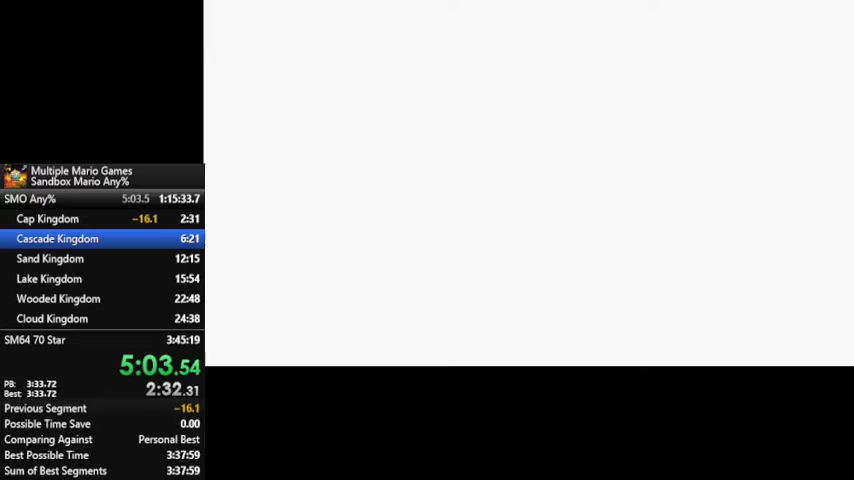 Multiple Mario Games
Sandbox Mario Any%
SMO Any% 5:03.5 1:15:33.7
Cap Kingdom −16.1 2:31
Cascade Kingdom 6:21
Sand Kingdom 12:15
Lake Kingdom 15:54
Wooded Kingdom 22:48
Cloud Kingdom 24:38
SM64 70 Star 3:45:19
5:03.54
PB: 3:33.72
Best: 3:33.72
2:32.31
Previous Segment −16.1
Possible Time Save 0.00
Comparing Against Personal Best
Best Possible Time 3:37:59
Sum of Best Segments 3:37:59